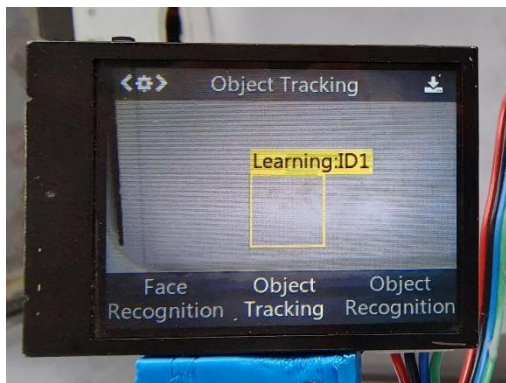 Object Tracking
Learning:ID1
Face Recognition
Object Tracking
Object Recognition